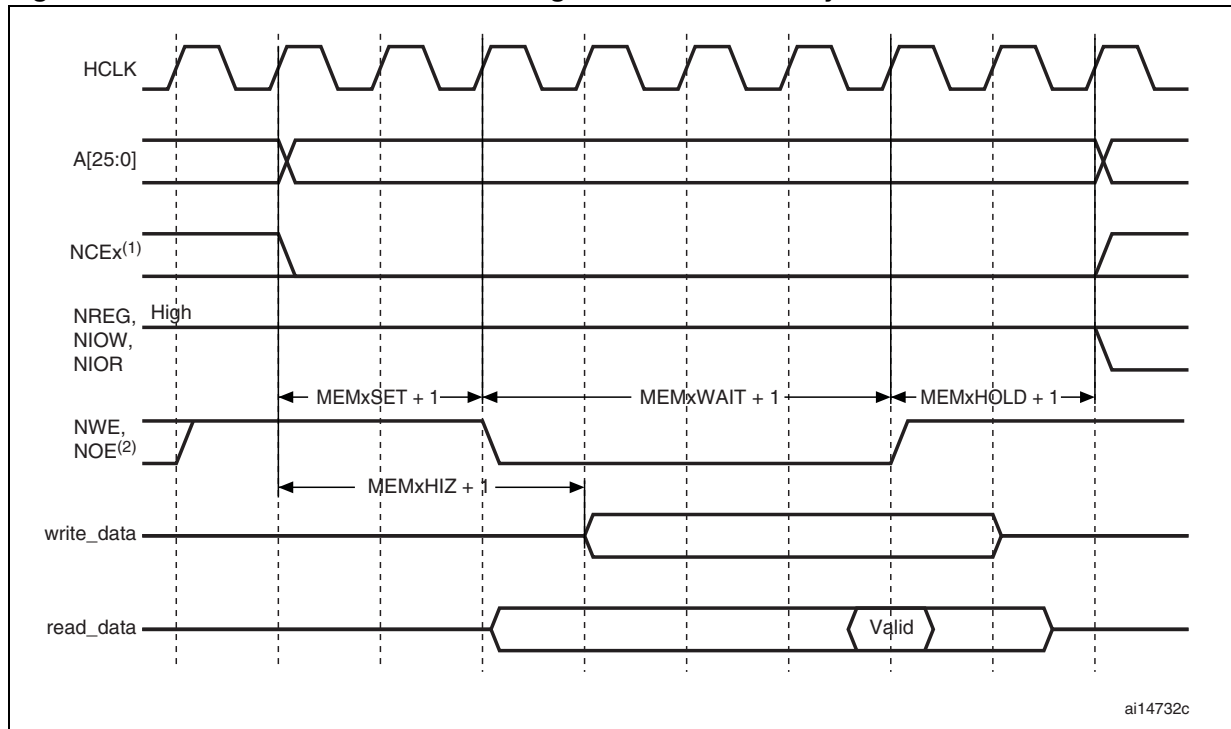 HCLK
A[25:0]
NCEx(1)
NREG, High
NIOW,
NIOR
MEMxSET + 1 MEMxWAIT + 1 MEMxHOLD + 1
NWE,
NOE(2)
MEMxHIZ + 1
write_data
read_data Valid
ai14732c